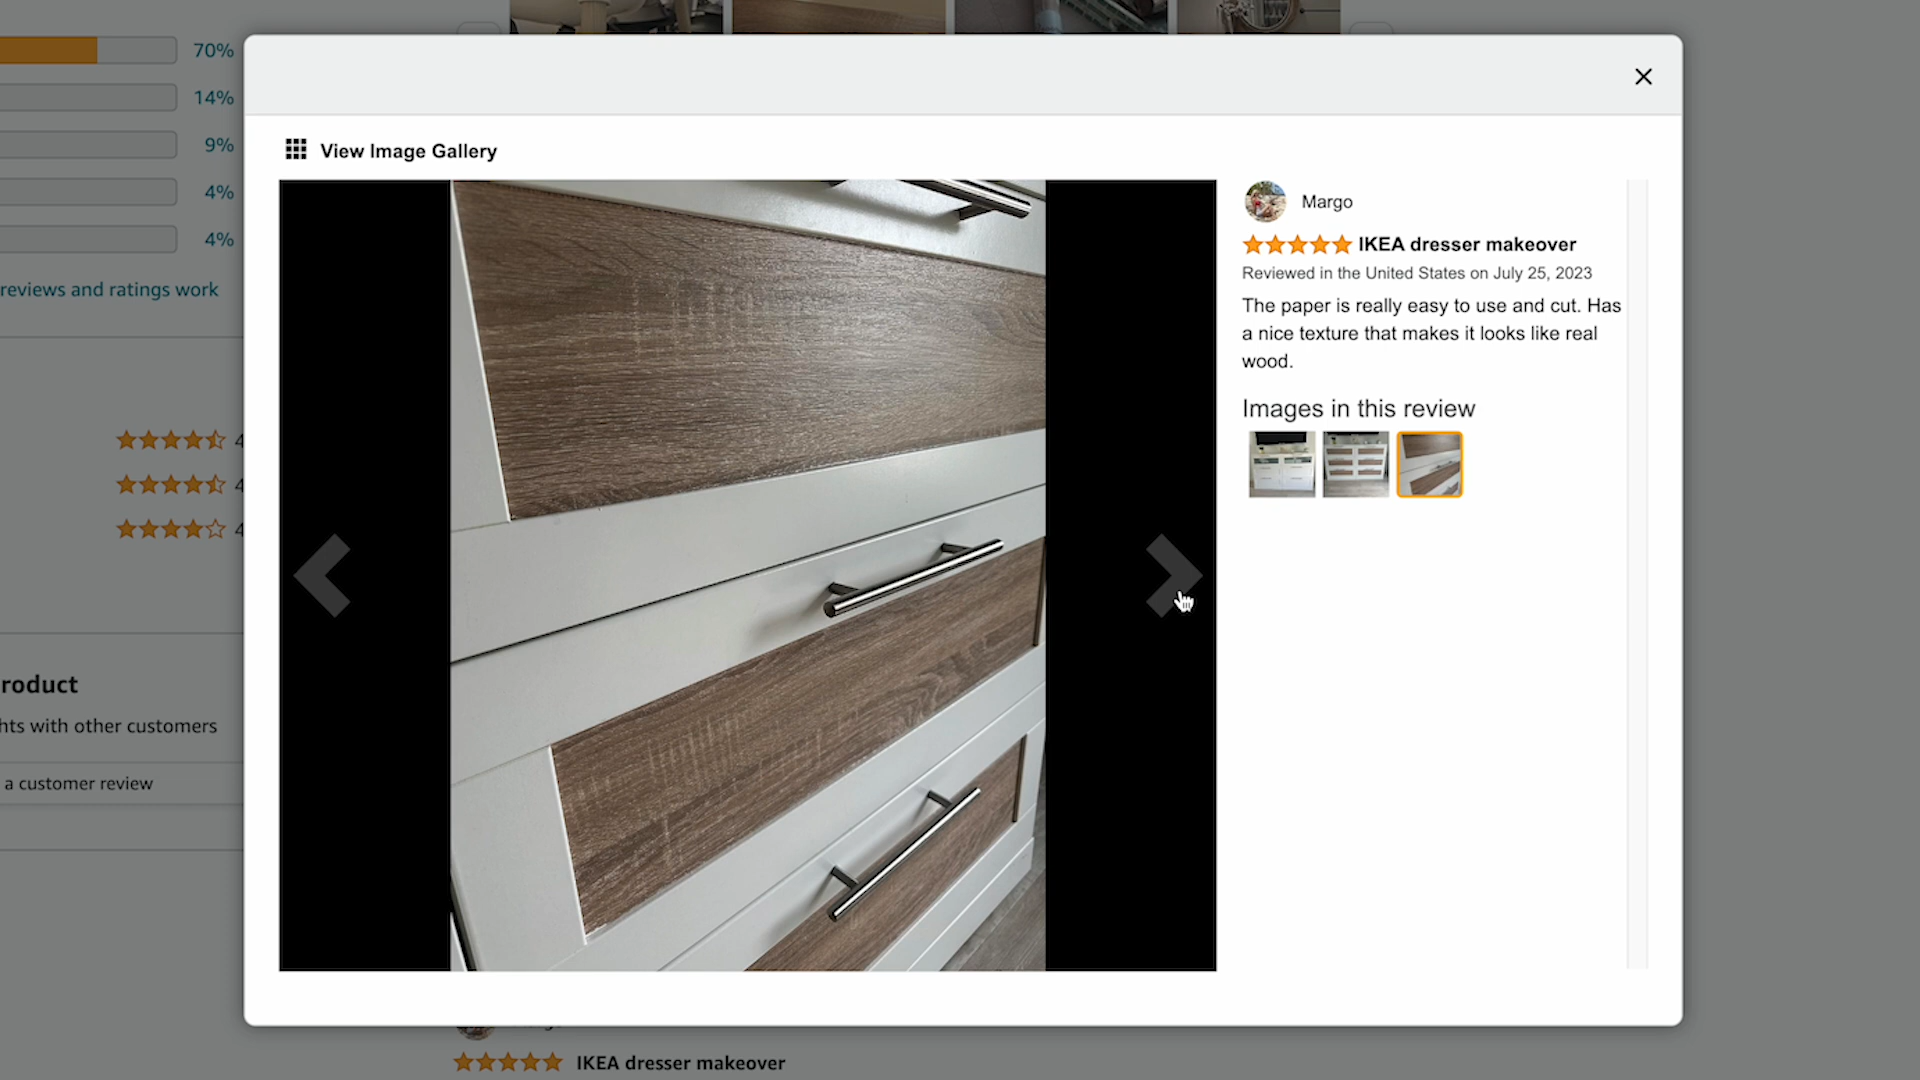 70%
14%
9%
4%
4%
reviews and ratings work
4
4
4
roduct
hts with other customers
a customer review
View Image Gallery
Margo
IKEA dresser makeover
Reviewed in the United States on July 25, 2023
The paper is really easy to use and cut. Has
a nice texture that makes it looks like real
wood.
Images in this review
IKEA dresser makeover